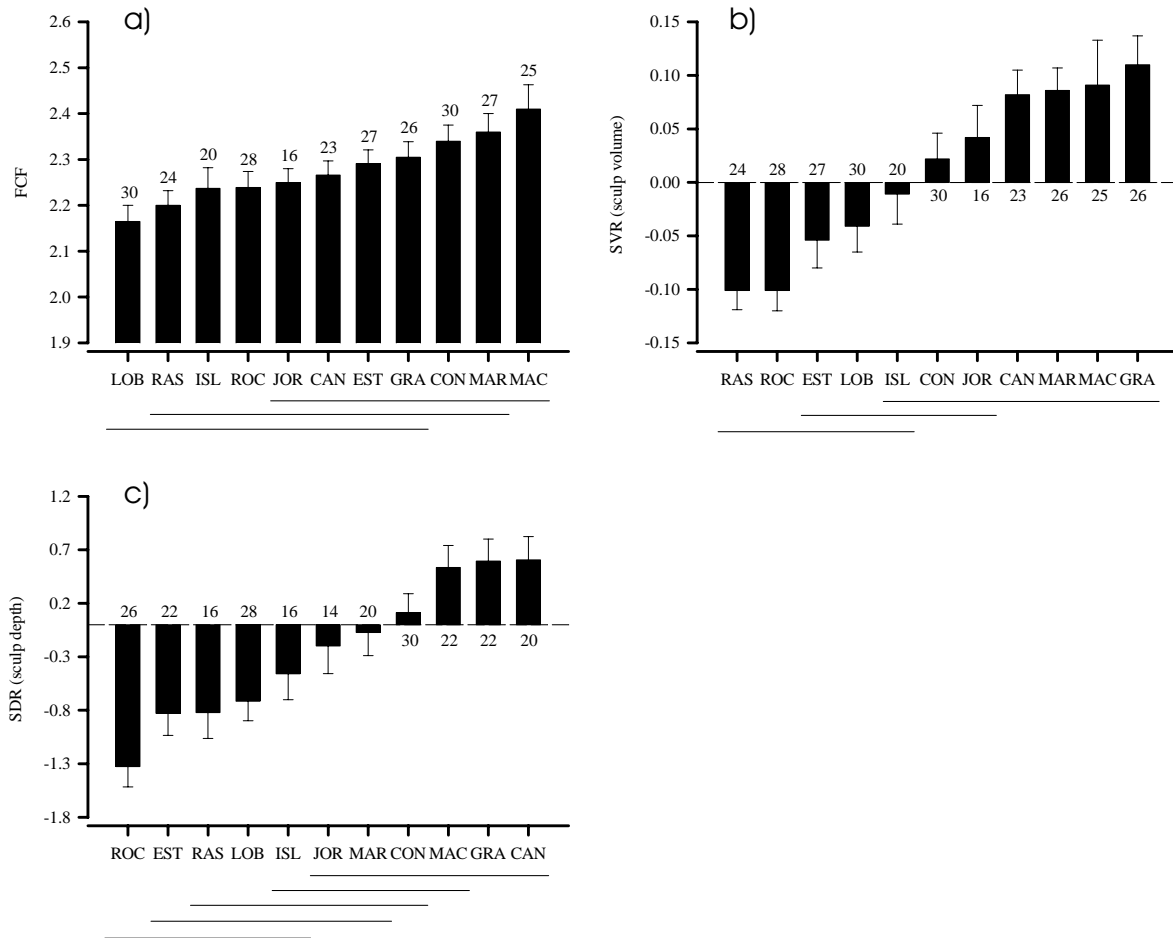 a)
FCF
2.6
2.5
2.4
2.3
2.2
2.1
2.0
1.9
30 24 20 28 16 23 27 26 30 27 25
LOB RAS ISL ROC JOR CAN EST GRA CON MAR MAC
b)
SVR (sculp volume)
0.15
0.10
0.05
0.00
-0.05
-0.10
-0.15
24 28 27 30 20
30 16 23 26 25 26
RAS ROC EST LOB ISL CON JOR CAN MAR MAC GRA
c)
SDR (sculp depth)
1.2
0.7
0.2
-0.3
-0.8
-1.3
-1.8
26 22 16 28 16 14 20
30 22 22 20
ROC EST RAS LOB ISL JOR MAR CON MAC GRA CAN